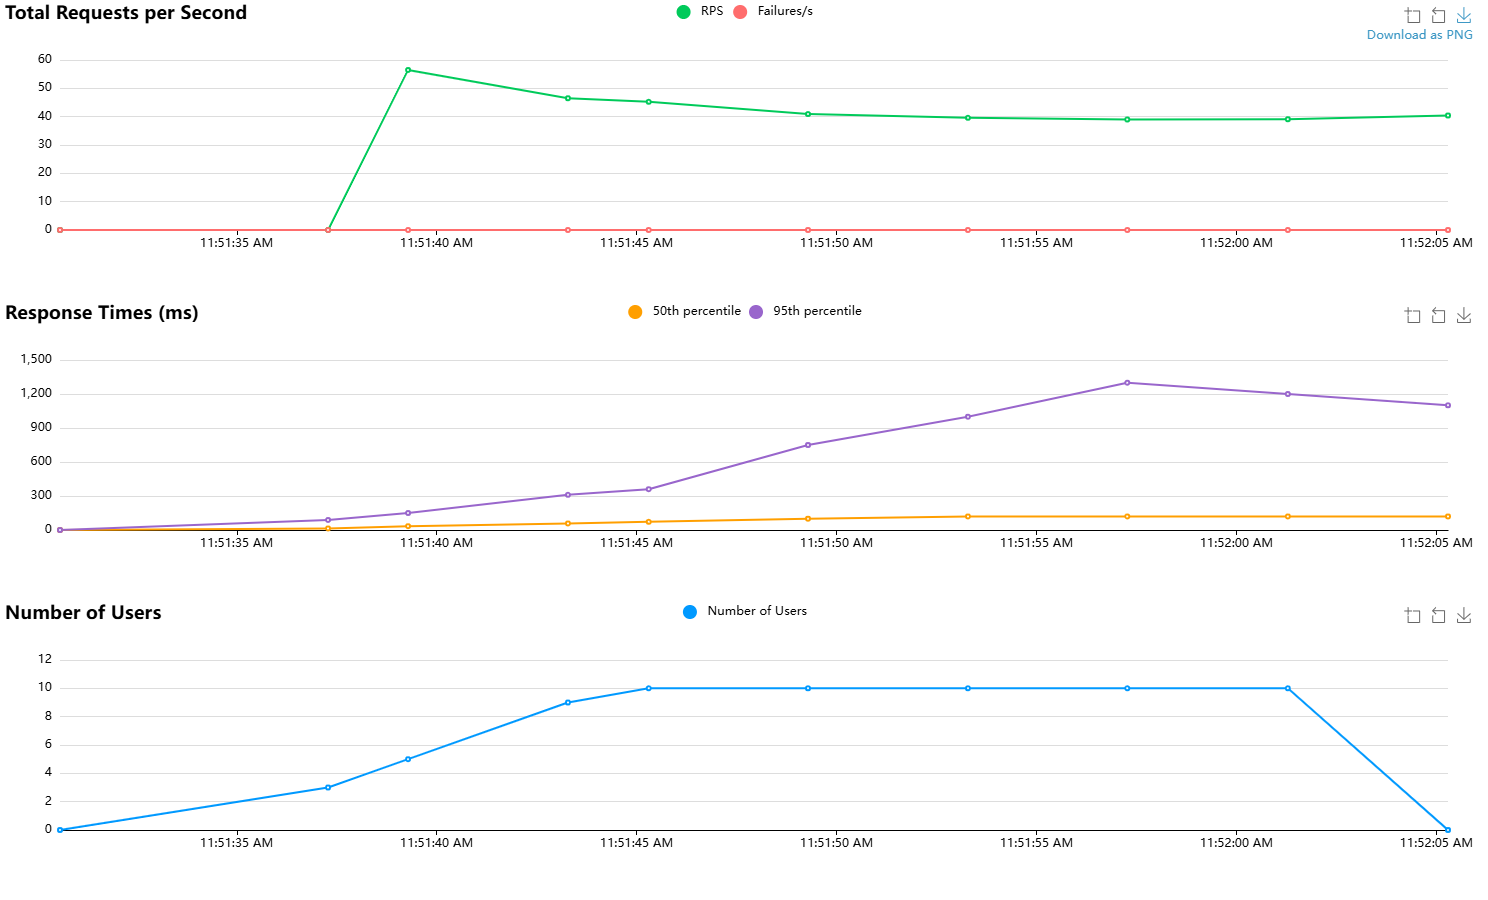 Total Requests per Second
RPS Failures/s
Download as PNG
60
50
40
30
20
10
0
11:51:35 AM 11:51:40 AM 11:51:45 AM 11:51:50 AM 11:51:55 AM 11:52:00 AM 11:52:05 AM
Response Times (ms)
50th percentile 95th percentile
1,500
1,200
900
600
300
0
11:51:35 AM 11:51:40 AM 11:51:45 AM 11:51:50 AM 11:51:55 AM 11:52:00 AM 11:52:05 AM
Number of Users
Number of Users
12
10
8
6
4
2
0
11:51:35 AM 11:51:40 AM 11:51:45 AM 11:51:50 AM 11:51:55 AM 11:52:00 AM 11:52:05 AM